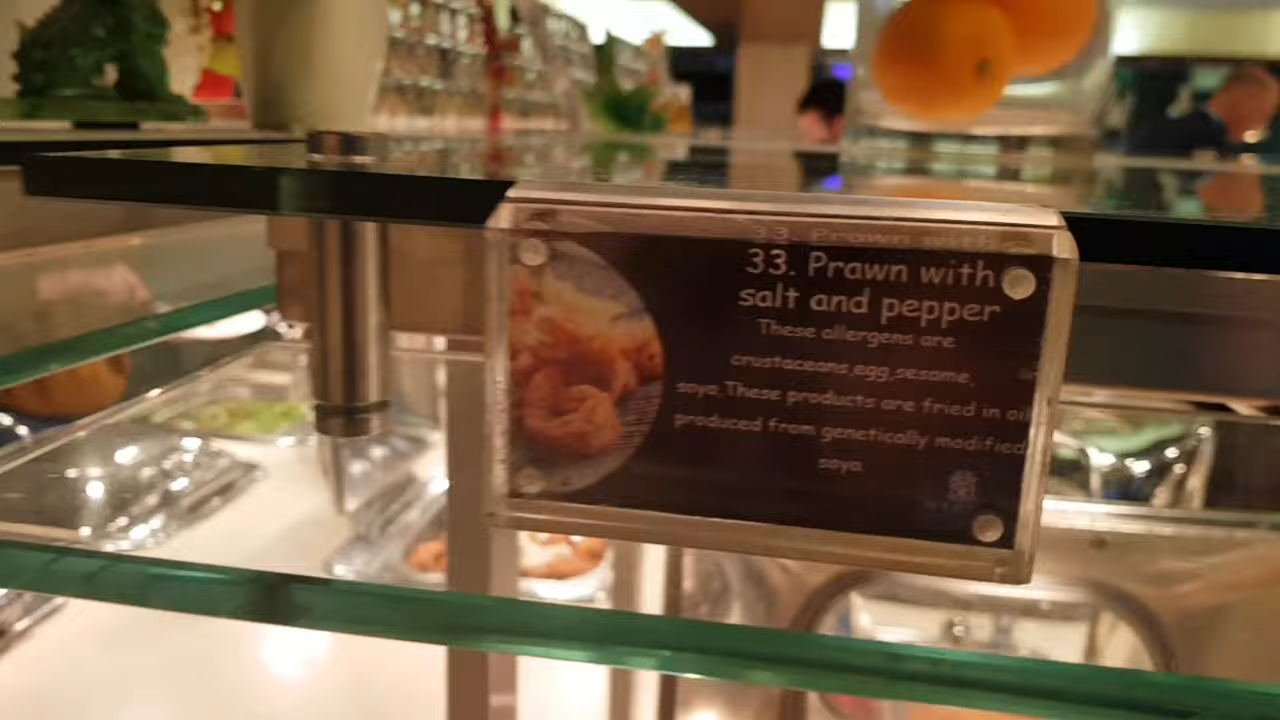 33. Prawn with
salt and pepper
These allergens are
crustaceans,egg,sesame,
soya,These products are fried in oil
produced from genetically modified
soya.